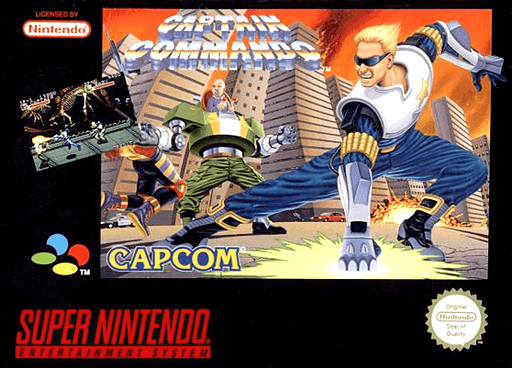 LICENSED BY
Nintendo
CAPTAIN
COMMANDO
TM
CAPCOM
TM
SUPER NINTENDO
ENTERTAINMENT SYSTEM
Original
Nintendo
Seal of
Quality